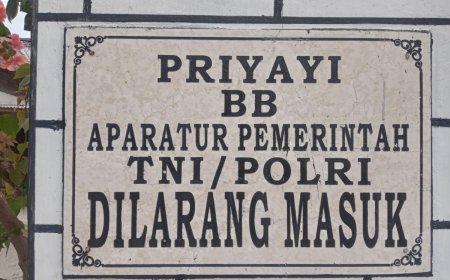 PRIYAYI
BB
APARATUR PEMERINTAH
TNI/POLRI
DILARANG MASUK